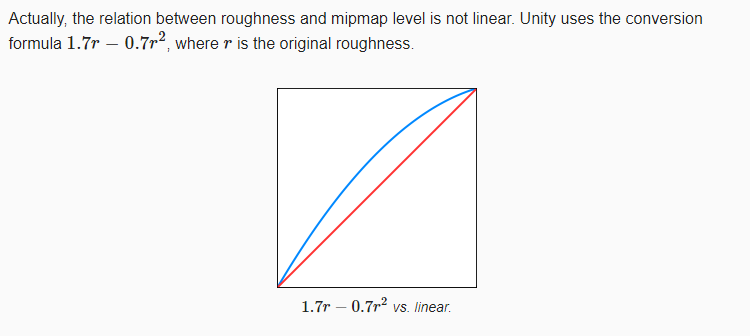 Actually, the relation between roughness and mipmap level is not linear. Unity uses the conversion
formula 1.7r − 0.7r², where r is the original roughness.
1.7r − 0.7r² vs. linear.